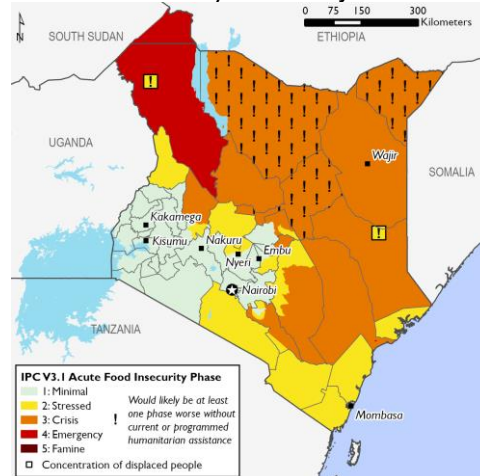 0 75 150 300
Kilometers
N
SOUTH SUDAN
ETHIOPIA
!
UGANDA
Wajir
SOMALIA
Kakamega
!
Kisumu
Nakuru
Embu
Nyeri
Nairobi
TANZANIA
IPC V3.1 Acute Food Insecurity Phase
1: Minimal
2: Stressed
3: Crisis
4: Emergency
5: Famine
! Would likely be at least
one phase worse without
current or programmed
humanitarian assistance
Concentration of displaced people
Mombasa